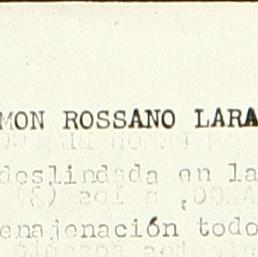 MON ROSSANO LARA
deslindada en la
enajenación todo